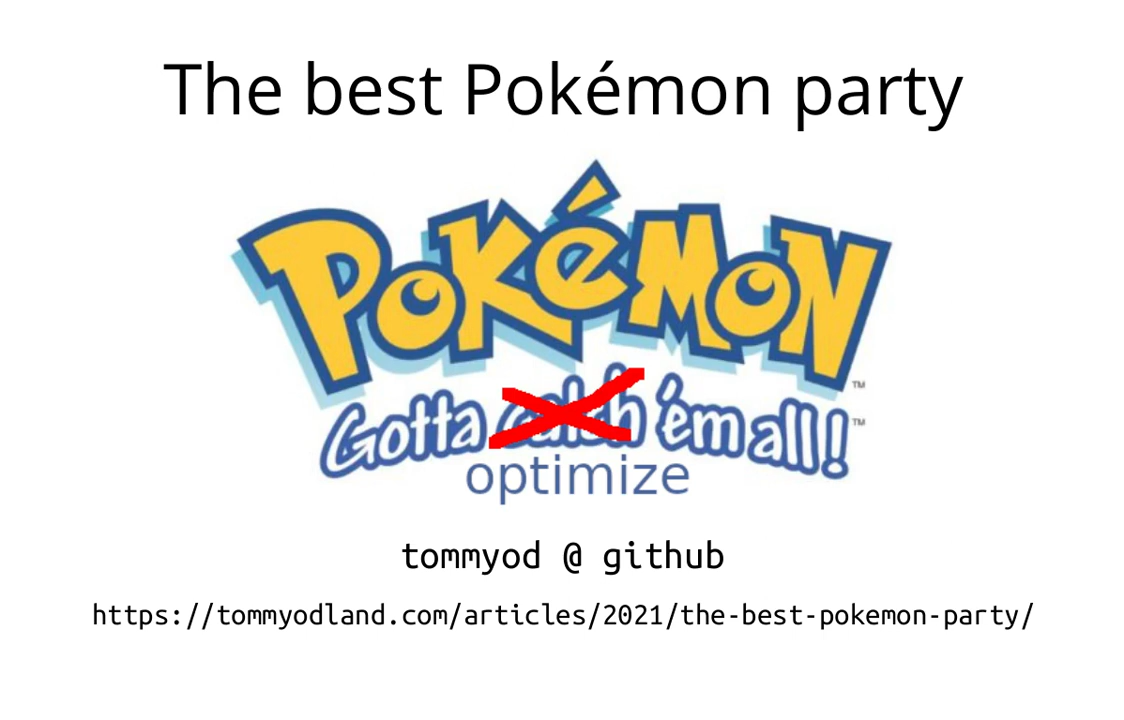 The best Pokémon party
POKéMON
TM
Gotta catch 'em all!
TM
optimize
tommyod @ github
https://tommyodland.com/articles/2021/the-best-pokemon-party/